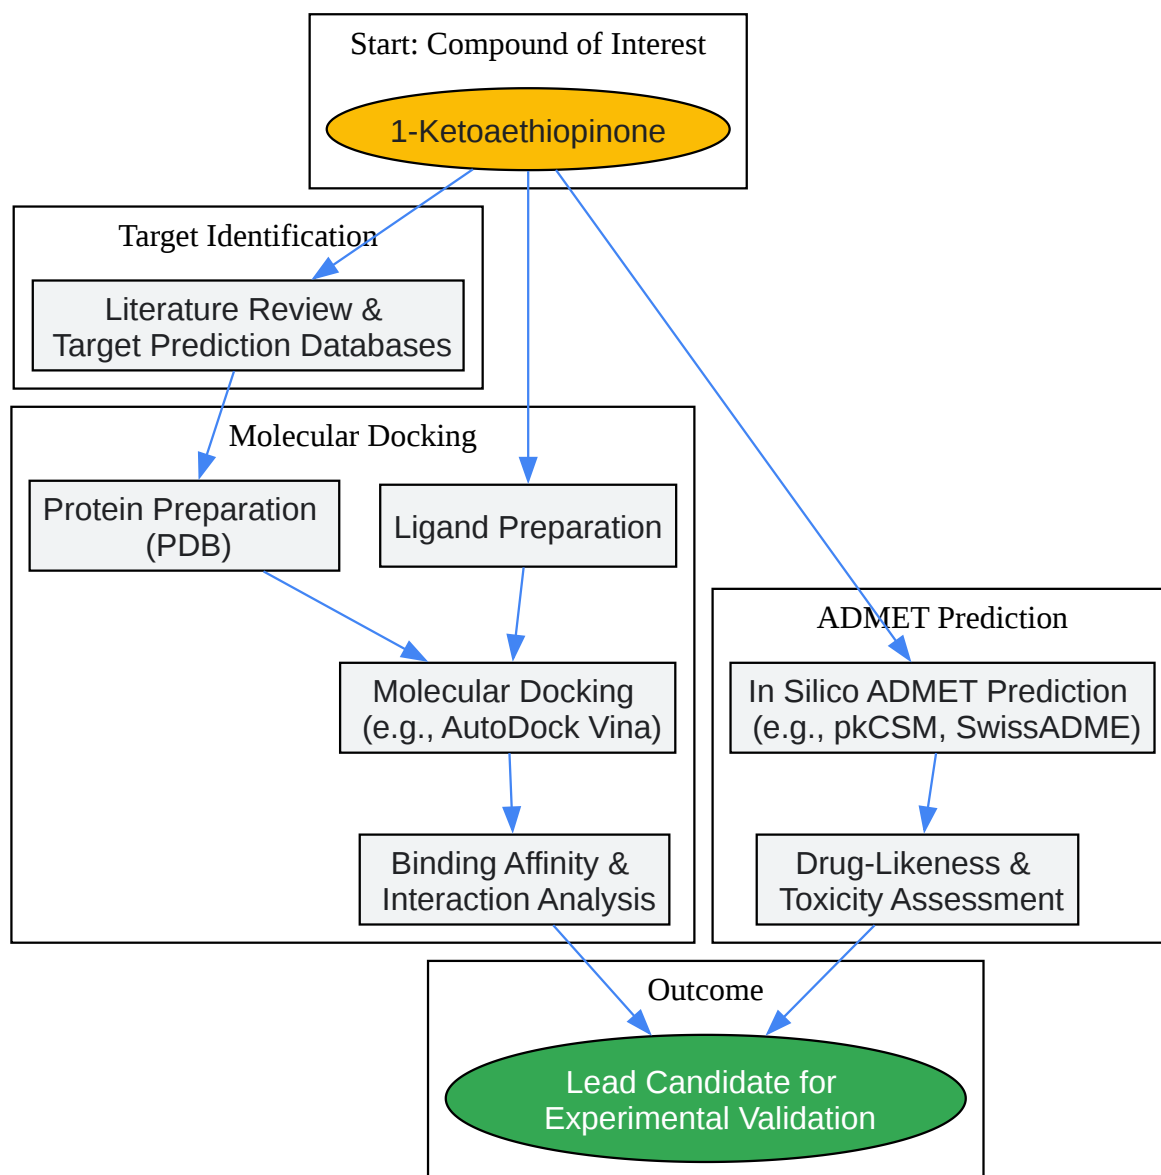 Start: Compound of Interest
1-Ketoaethiopinone
Target Identification
Literature Review &
Target Prediction Databases
Molecular Docking
Protein Preparation
(PDB)
Ligand Preparation
Molecular Docking
(e.g., AutoDock Vina)
Binding Affinity &
Interaction Analysis
ADMET Prediction
In Silico ADMET Prediction
(e.g., pkCSM, SwissADME)
Drug-Likeness &
Toxicity Assessment
Outcome
Lead Candidate for
Experimental Validation